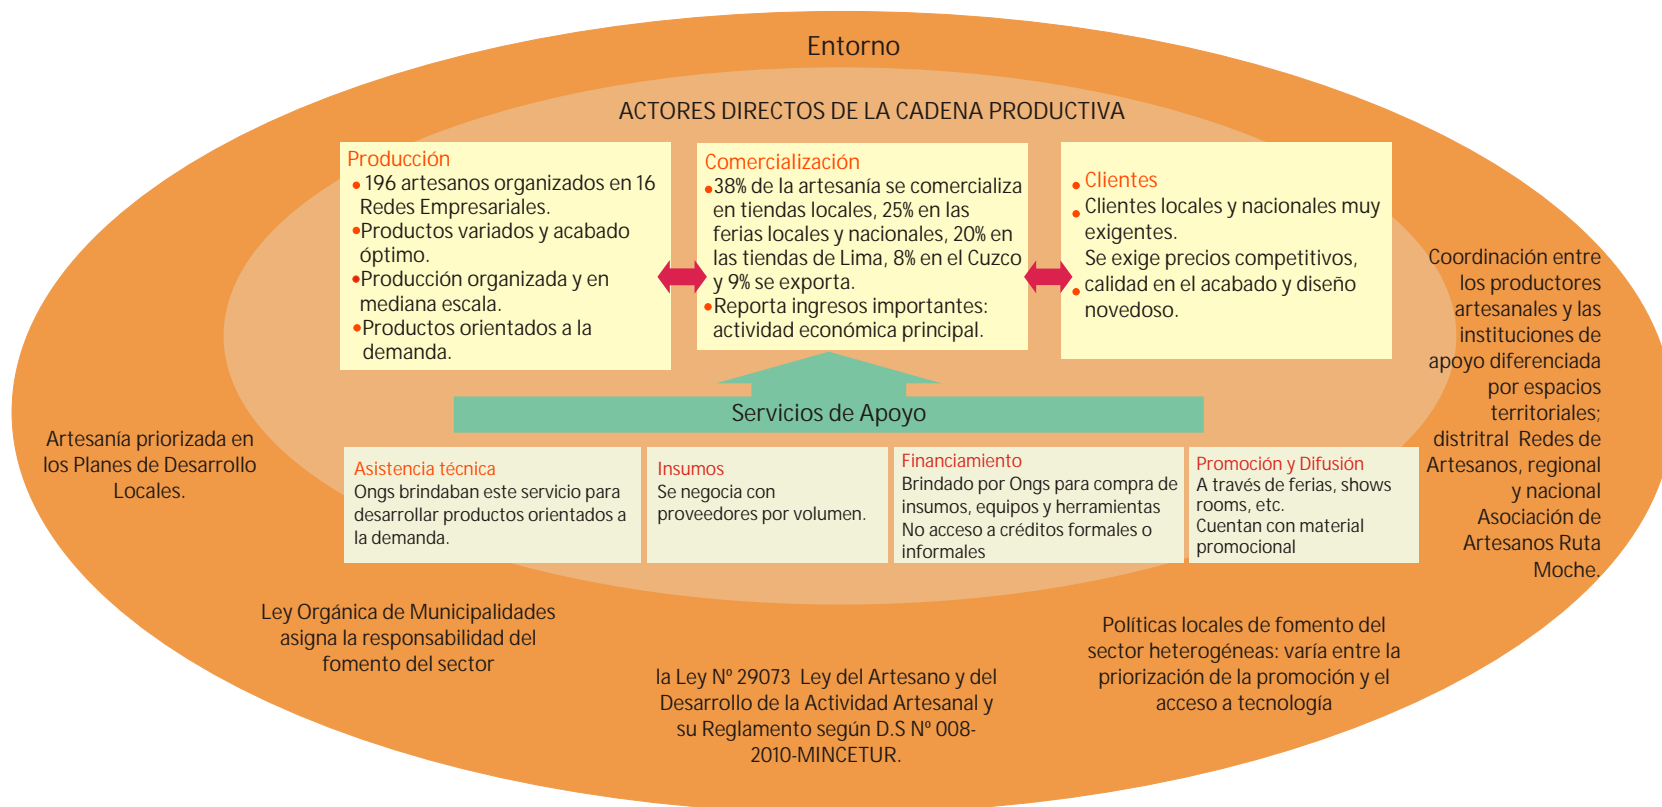 Entorno
ACTORES DIRECTOS DE LA CADENA PRODUCTIVA
Producción
• 196 artesanos organizados en 16
Redes Empresariales.
• Productos variados y acabado
óptimo.
• Producción organizada y en
mediana escala.
• Productos orientados a la
demanda.
Comercialización
• 38% de la artesanía se comercializa
en tiendas locales, 25% en las
ferias locales y nacionales, 20% en
las tiendas de Lima, 8% en el Cuzco
y 9% se exporta.
• Reporta ingresos importantes:
actividad económica principal.
• Clientes
• Clientes locales y nacionales muy
exigentes.
Se exige precios competitivos,
• calidad en el acabado y diseño
novedoso.
Servicios de Apoyo
Asistencia técnica
Ongs brindaban este servicio para
desarrollar productos orientados a
la demanda.
Insumos
Se negocia con
proveedores por volumen.
Financiamiento
Brindado por Ongs para compra de
insumos, equipos y herramientas
No acceso a créditos formales o
informales
Promoción y Difusión
A través de ferias, shows
rooms, etc.
Cuentan con material
promocional
Artesanía priorizada en
los Planes de Desarrollo
Locales.
Coordinación entre
los productores
artesanales y las
instituciones de
apoyo diferenciada
por espacios
territoriales;
distritral Redes de
Artesanos, regional
y nacional
Asociación de
Artesanos Ruta
Moche.
Ley Orgánica de Municipalidades
asigna la responsabilidad del
fomento del sector
la Ley Nº 29073 Ley del Artesano y del
Desarrollo de la Actividad Artesanal y
su Reglamento según D.S Nº 008-
2010-MINCETUR.
Políticas locales de fomento del
sector heterogéneas: varía entre la
priorización de la promoción y el
acceso a tecnología